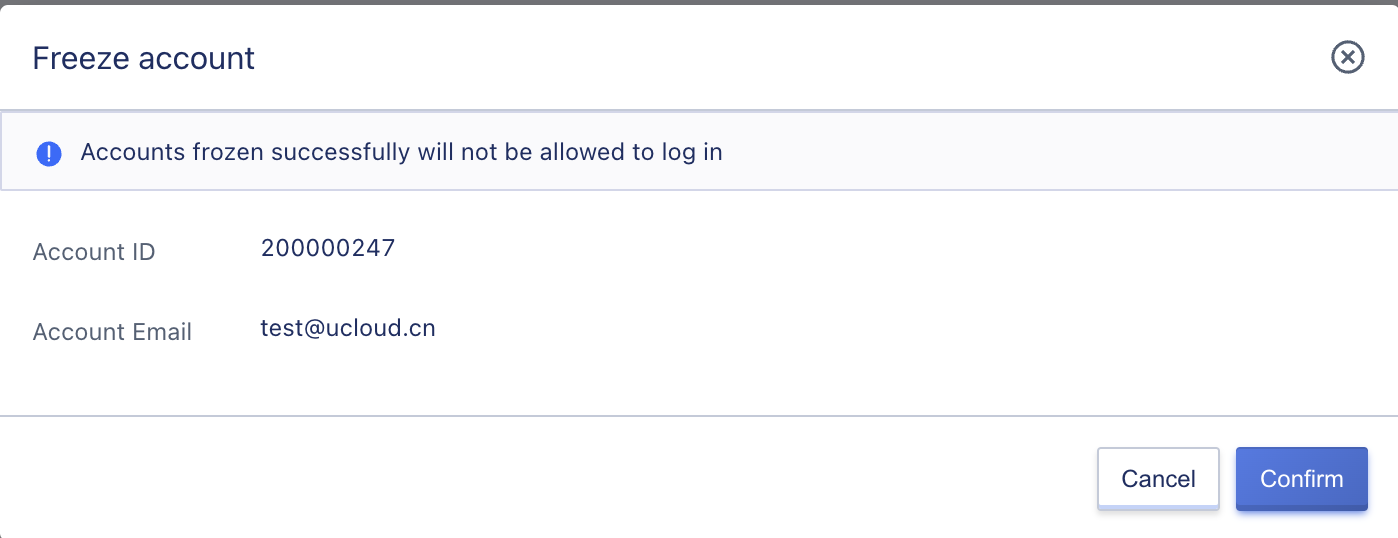 Freeze account
Accounts frozen successfully will not be allowed to log in
Account ID 200000247
Account Email test@ucloud.cn
Cancel Confirm